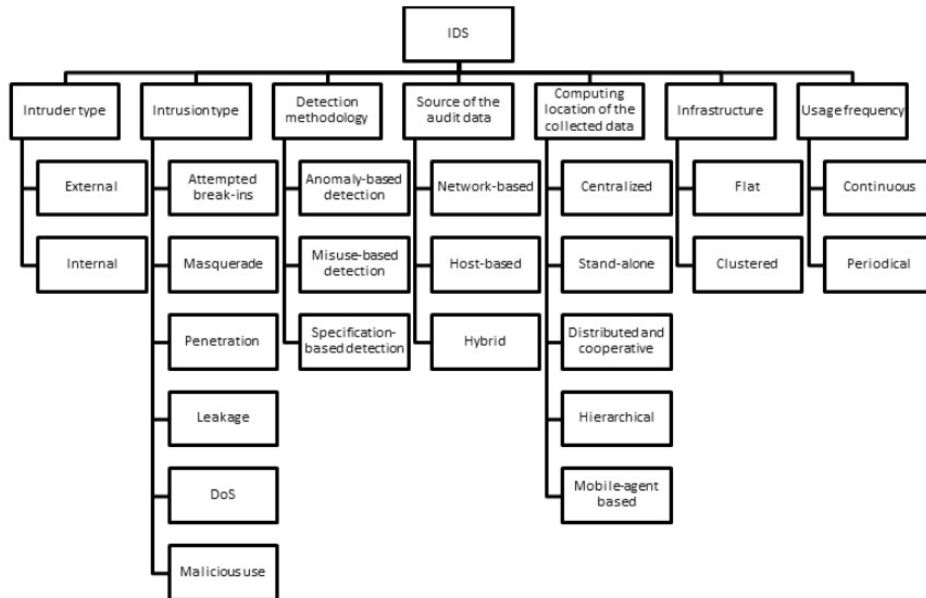 IDS
Intruder type
Intrusion type
Detection
methodology
Source of the
audit data
Computing
location of the
collected data
Infrastructure
Usage frequency
External
Internal
Attempted
break-ins
Masquerade
Penetration
Leakage
DoS
Malicious use
Anomaly-based
detection
Misuse-based
detection
Specification-
based detection
Network-based
Host-based
Hybrid
Centralized
Stand-alone
Distributed and
cooperative
Hierarchical
Mobile-agent
based
Flat
Clustered
Continuous
Periodical